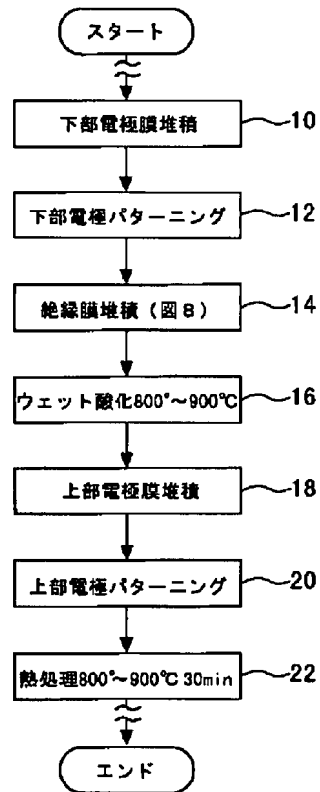 スタート
下部電極膜堆積
10
下部電極パターニング
12
絶縁膜堆積（図8）
14
ウェット酸化800°～900℃
16
上部電極膜堆積
18
上部電極パターニング
20
熱処理800°～900℃ 30min
22
エンド